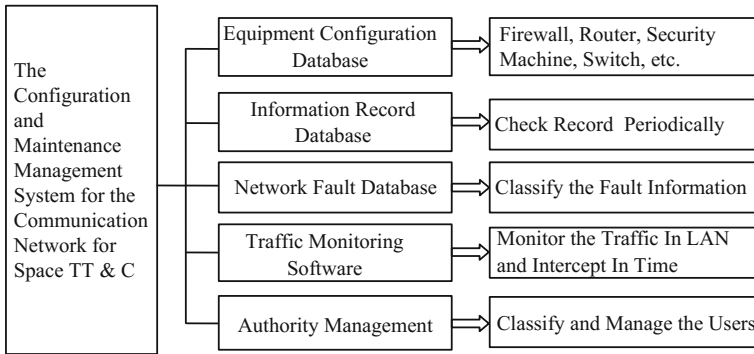 The
Configuration
and
Maintenance
Management
System for the
Communication
Network for
Space TT & C
Equipment Configuration
Database
Firewall, Router, Security
Machine, Switch, etc.
Information Record
Database
Check Record Periodically
Network Fault Database
Classify the Fault Information
Traffic Monitoring
Software
Monitor the Traffic In LAN
and Intercept In Time
Authority Management
Classify and Manage the Users